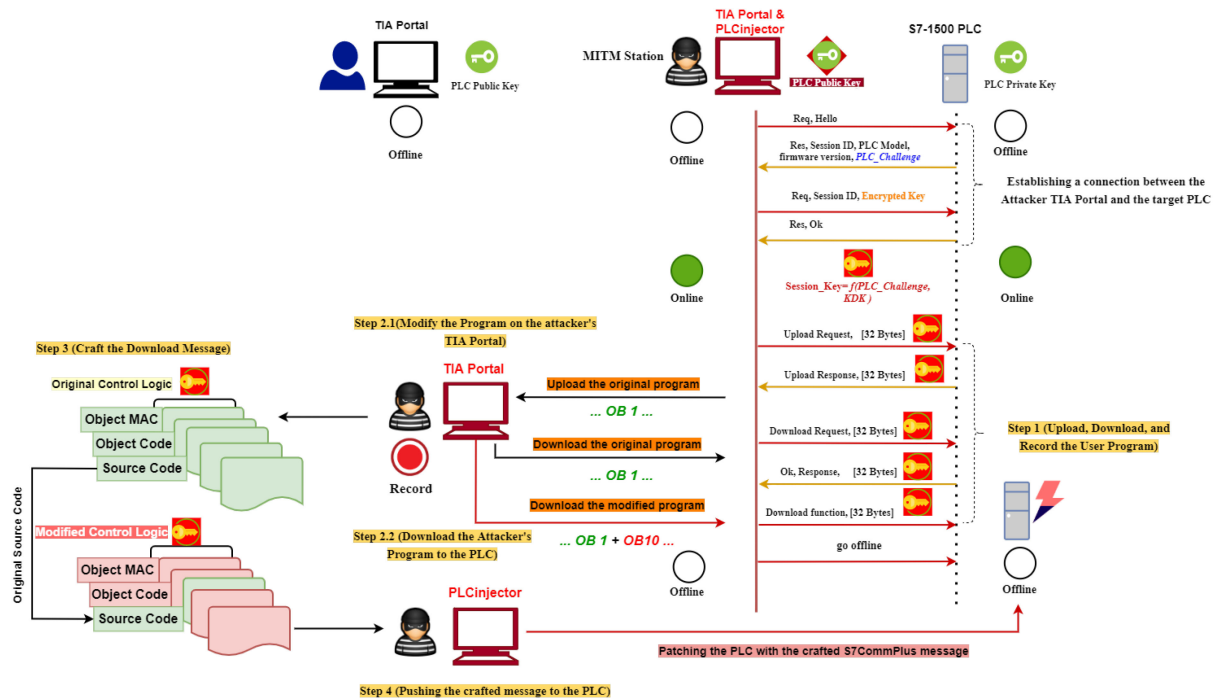 TIA Portal
PLC Public Key
Offline
MITM Station
TIA Portal &
PLCinjector
PLC Public Key
Offline
S7-1500 PLC
PLC Private Key
Offline
Req, Hello
Res, Session ID, PLC Model,
firmware version, PLC_Challenge
Req, Session ID, Encrypted Key
Res, Ok
Establishing a connection between the
Attacker TIA Portal and the target PLC
Online
Session_Key= f(PLC_Challenge,
KDK )
Online
Step 2.1(Modify the Program on the attacker's
TIA Portal)
Step 3 (Craft the Download Message)
Original Control Logic
Object MAC
Object Code
Source Code
TIA Portal
Record
Upload the original program
... OB 1 ...
Download the original program
... OB 1 ...
Download the modified program
... OB 1 + OB10 ...
Step 2.2 (Download the Attacker's
Program to the PLC)
Upload Request, [32 Bytes]
Upload Response, [32 Bytes]
Download Request, [32 Bytes]
Ok, Response, [32 Bytes]
Download function, [32 Bytes]
go offline
Offline
Step 1 (Upload, Download, and
Record the User Program)
Offline
Original Source Code
Modified Control Logic
Object MAC
Object Code
Source Code
PLCinjector
Patching the PLC with the crafted S7CommPlus message
Step 4 (Pushing the crafted message to the PLC)